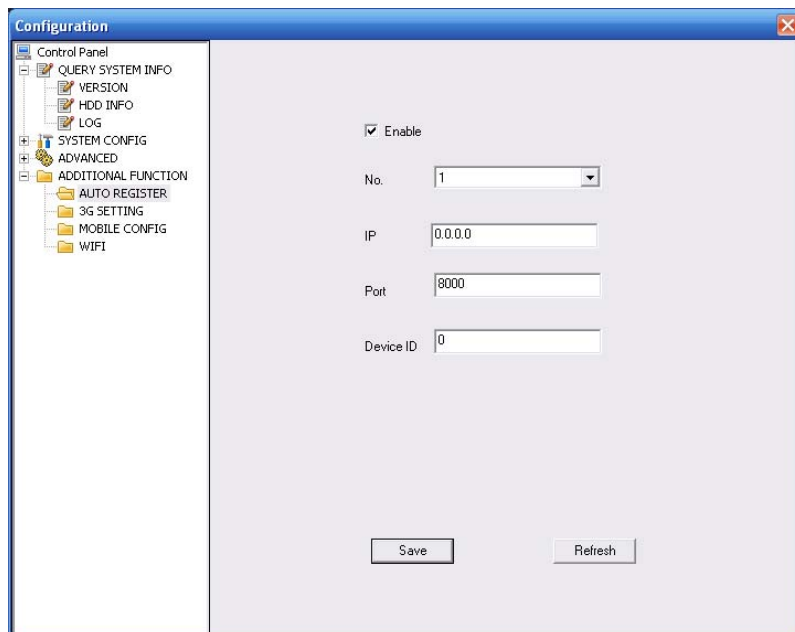 Configuration
Control Panel
QUERY SYSTEM INFO
VERSION
HDD INFO
LOG
SYSTEM CONFIG
ADVANCED
ADDITIONAL FUNCTION
AUTO REGISTER
3G SETTING
MOBILE CONFIG
WIFI
Enable
No. 1
IP 0.0.0.0
Port 8000
Device ID 0
Save Refresh